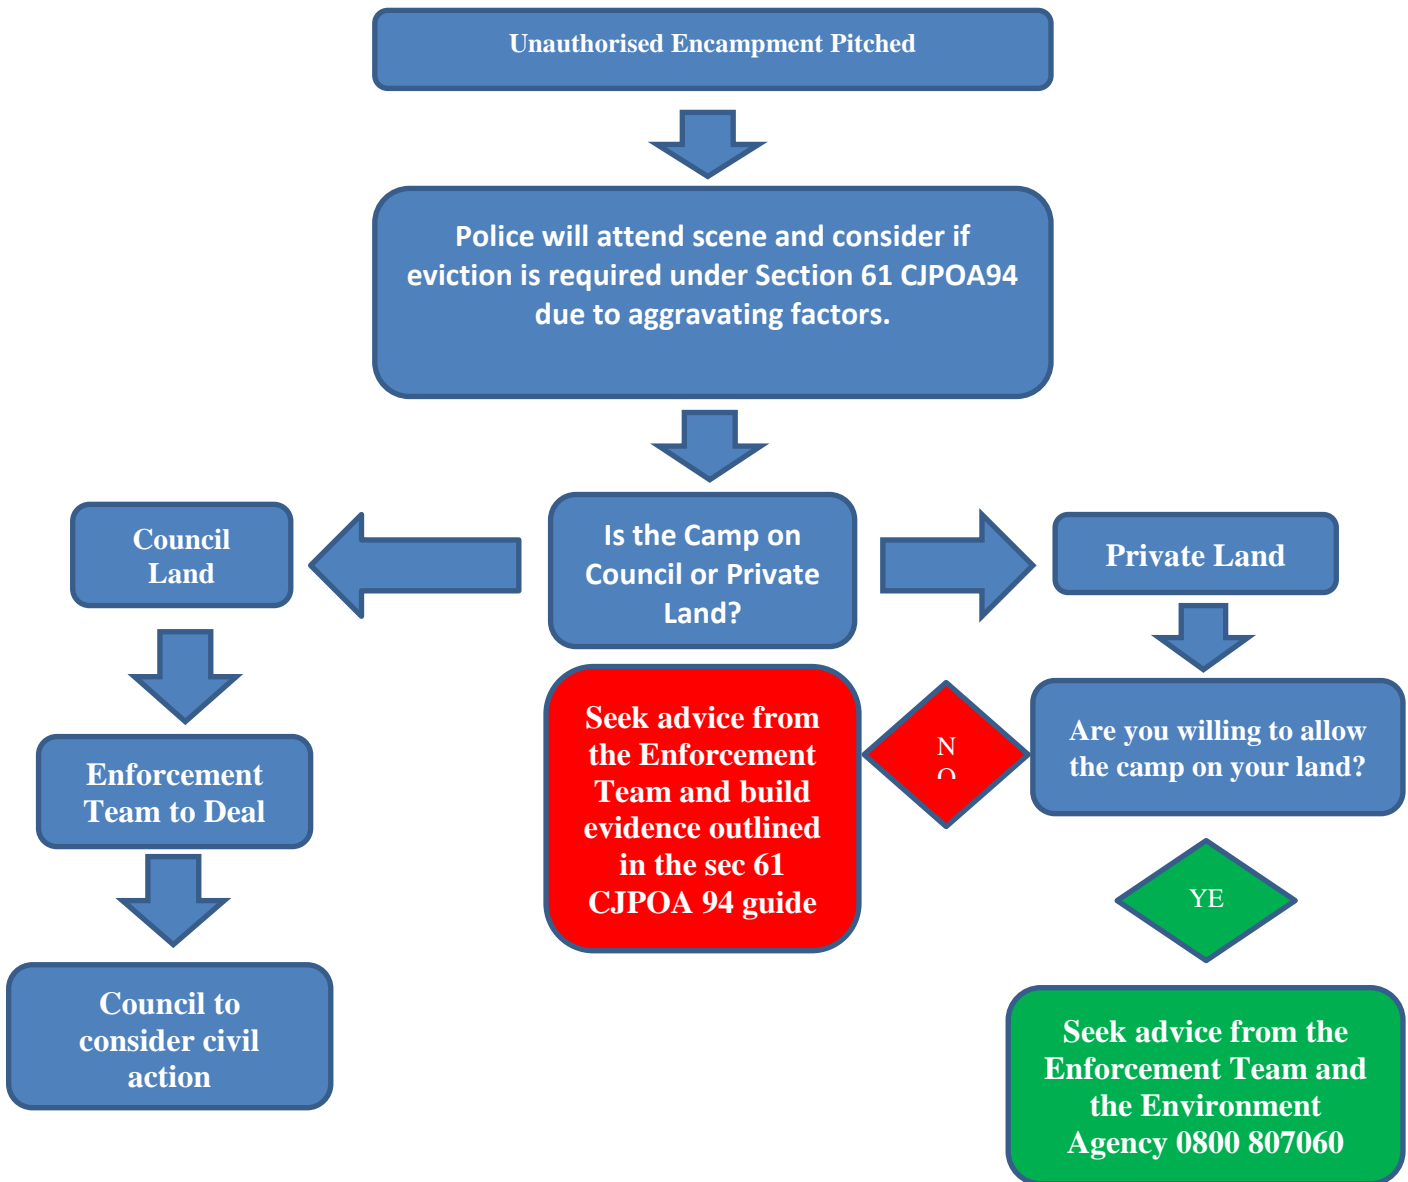 Unauthorised Encampment Pitched
Police will attend scene and consider if
eviction is required under Section 61 CJPOA94
due to aggravating factors.
Is the Camp on
Council or Private
Land?
Council
Land
Private Land
Enforcement
Team to Deal
Council to
consider civil
action
Are you willing to allow
the camp on your land?
N
O
Seek advice from
the Enforcement
Team and build
evidence outlined
in the sec 61
CJPOA 94 guide
YE
Seek advice from the
Enforcement Team and
the Environment
Agency 0800 807060